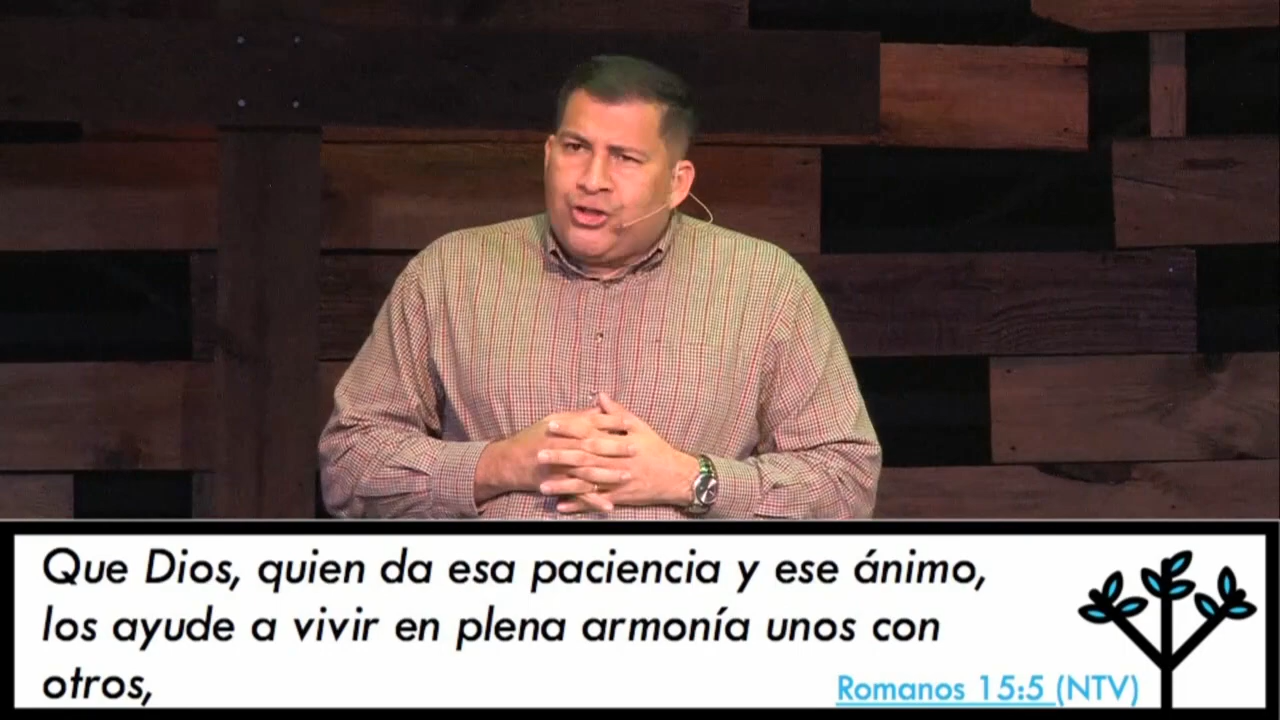 Que Dios, quien da esa paciencia y ese ánimo,
los ayude a vivir en plena armonía unos con
otros,
Romanos 15:5 (NTV)